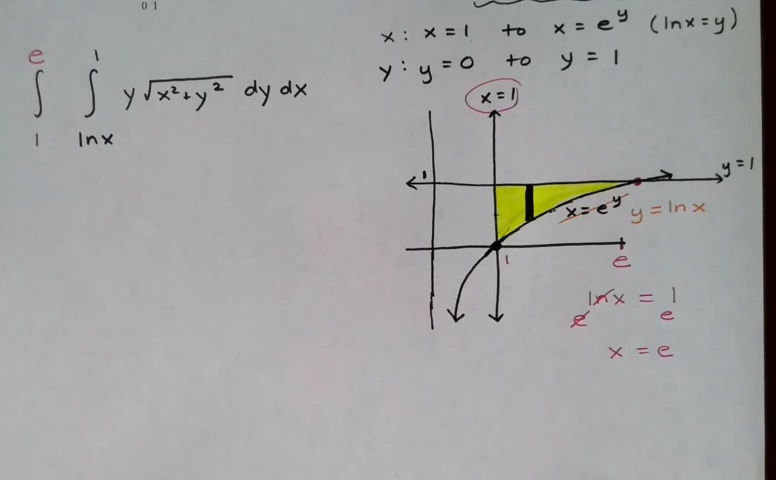 0 1
x: x = 1 to x = e^y (ln x = y)
y: y = 0 to y = 1
e 1
∫ ∫ y √(x² + y²) dy dx
1 ln x
x = 1
1
y = 1
x = e^y y = ln x
1
e
ln x = 1
e e
x = e